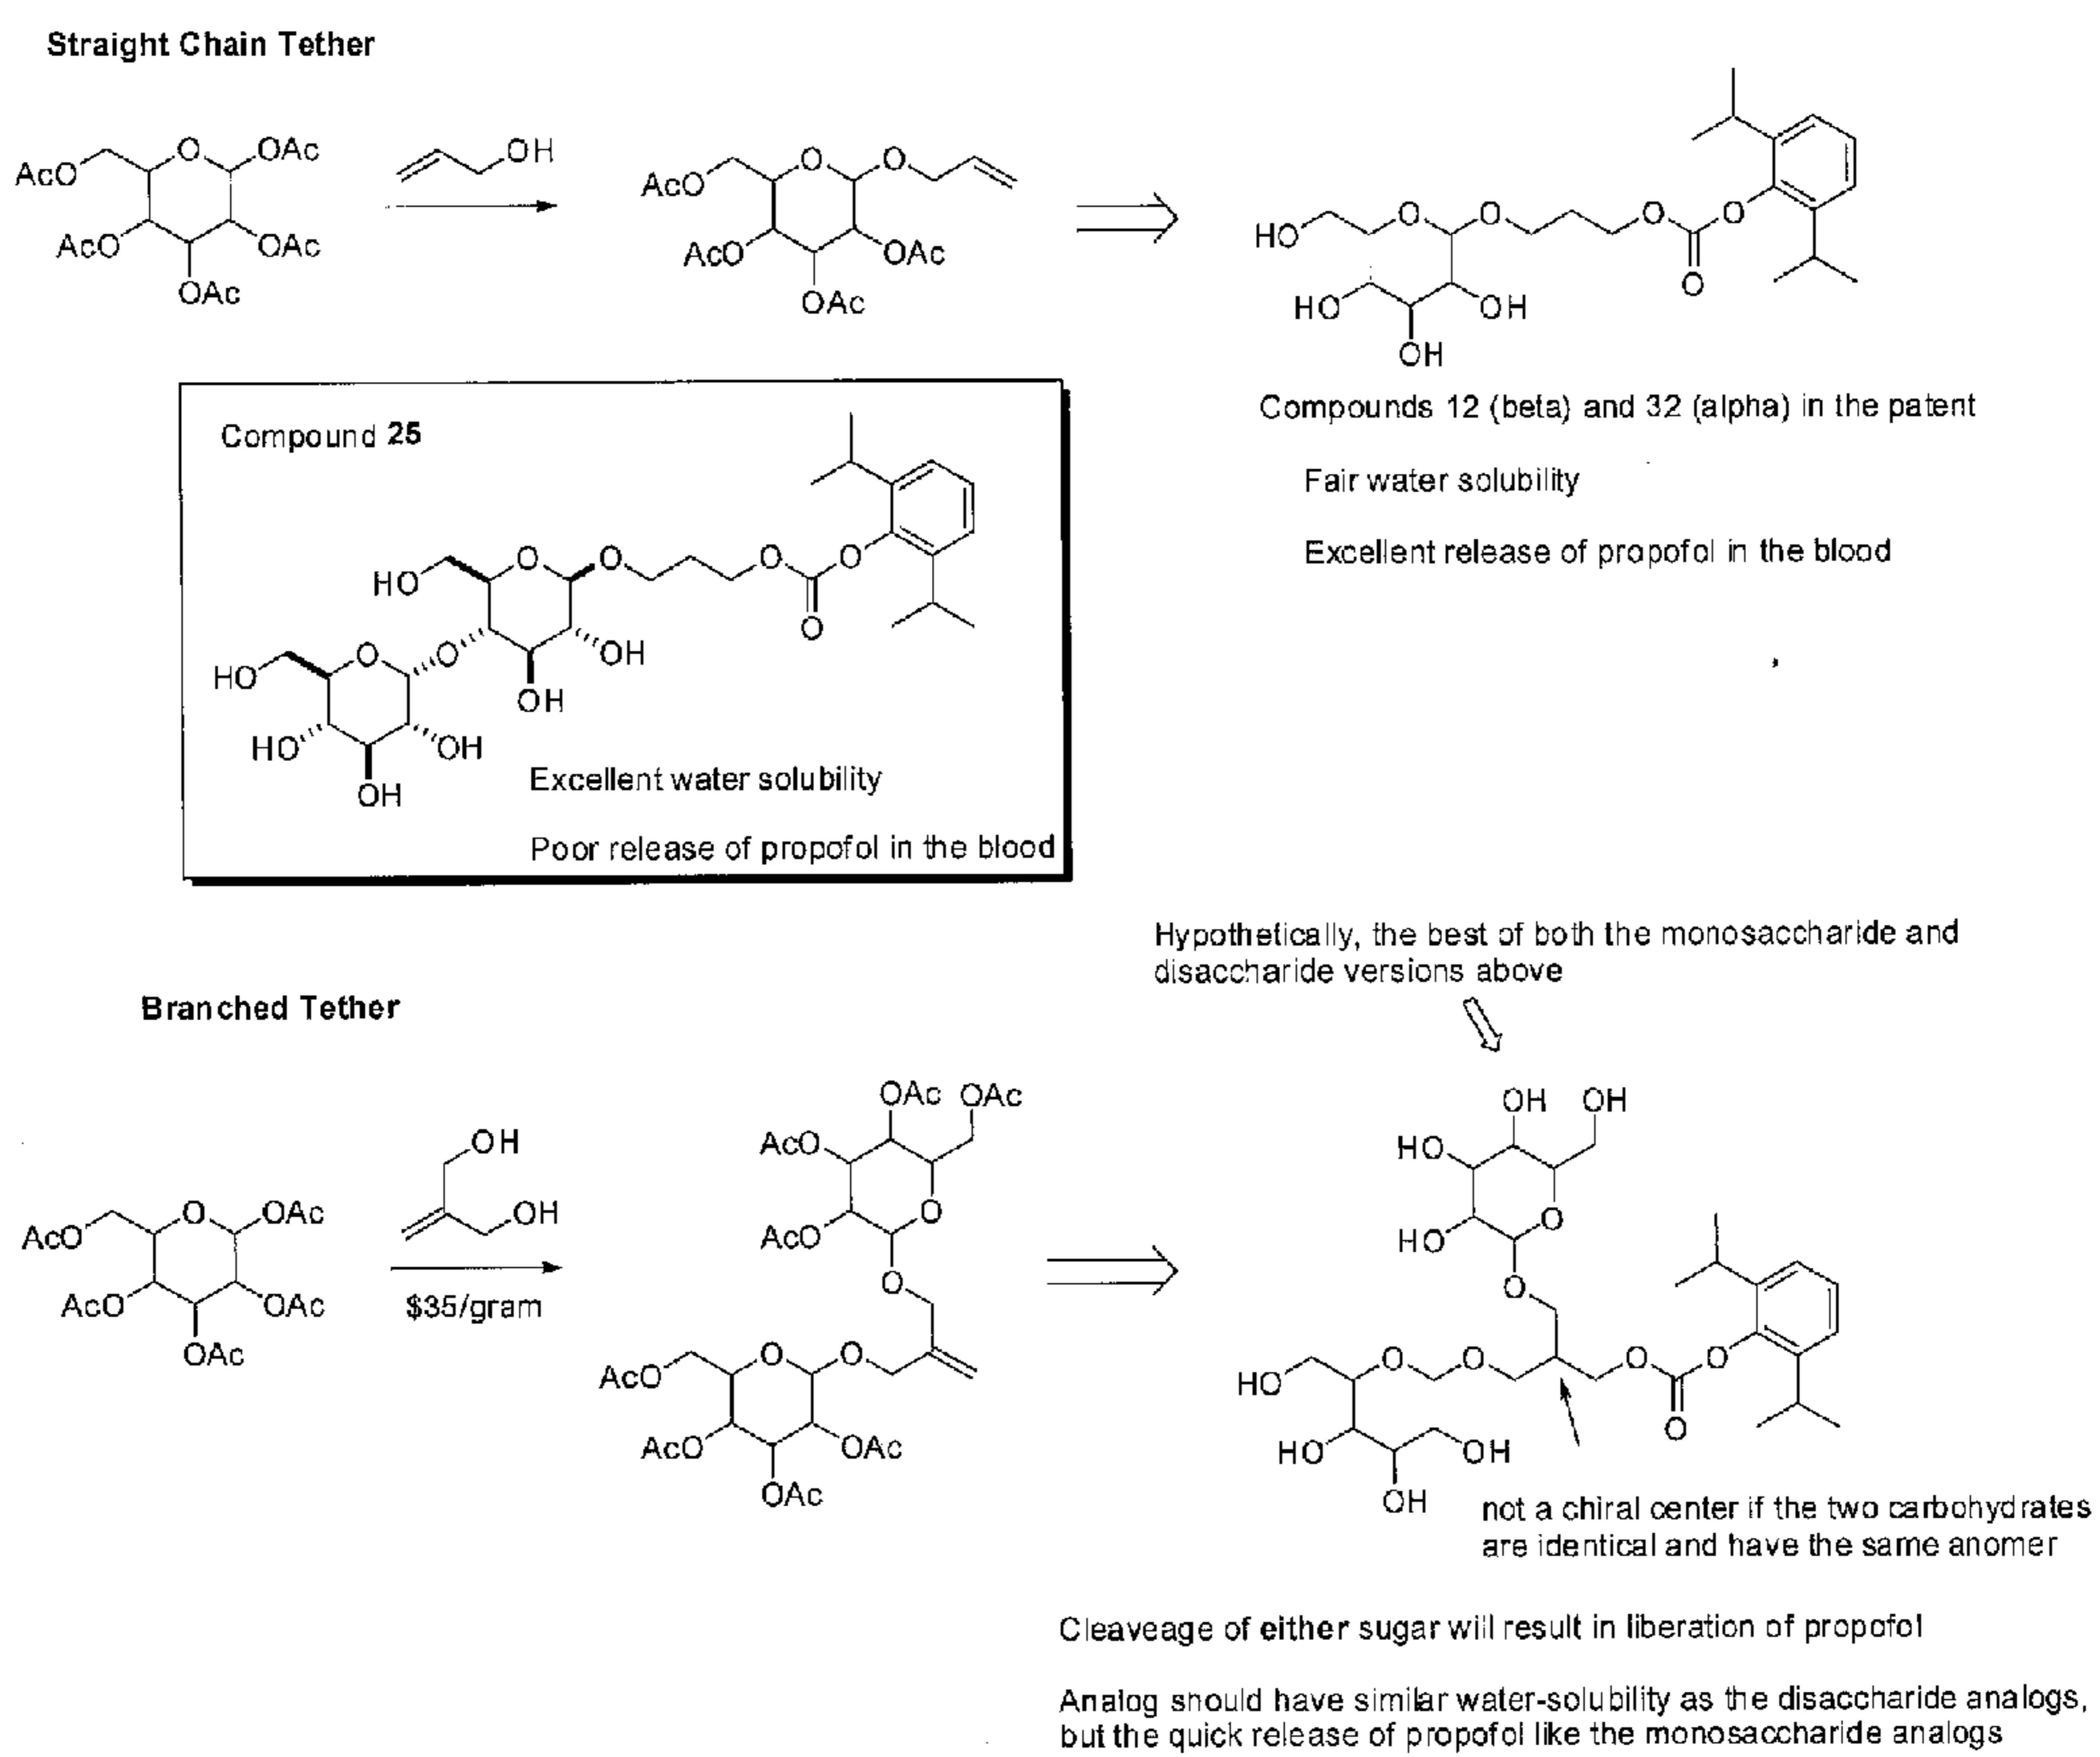 Straight Chain Tether
OAc
O
AcO
AcO
OAc
OAc
OH
O
O
AcO
AcO
OAc
OAc
HO
O
O
O
O
O
HO
OH
OH
Compounds 12 (beta) and 32 (alpha) in the patent
Fair water solubility
Excellent release of propofol in the blood
Compound 25
HO
O
O
O
O
O
O
OH
OH
HO
O
HO
OH
OH
Excellent water solubility
Poor release of propofol in the blood
Hypothetically, the best of both the monosaccharide and
disaccharide versions above
Branched Tether
AcO
O
OAc
AcO
OAc
OAc
OH
OH
$35/gram
OAc OAc
AcO
AcO
O
O
AcO
O
O
AcO
OAc
OAc
OH OH
HO
HO
O
O
HO
O
O
O
O
O
HO
OH
OH
not a chiral center if the two carbohydrates
are identical and have the same anomer
Cleaveage of either sugar will result in liberation of propofol
Analog snould have similar water-solubility as the disaccharide analogs,
but the quick release of propofol like the monosaccharide analogs